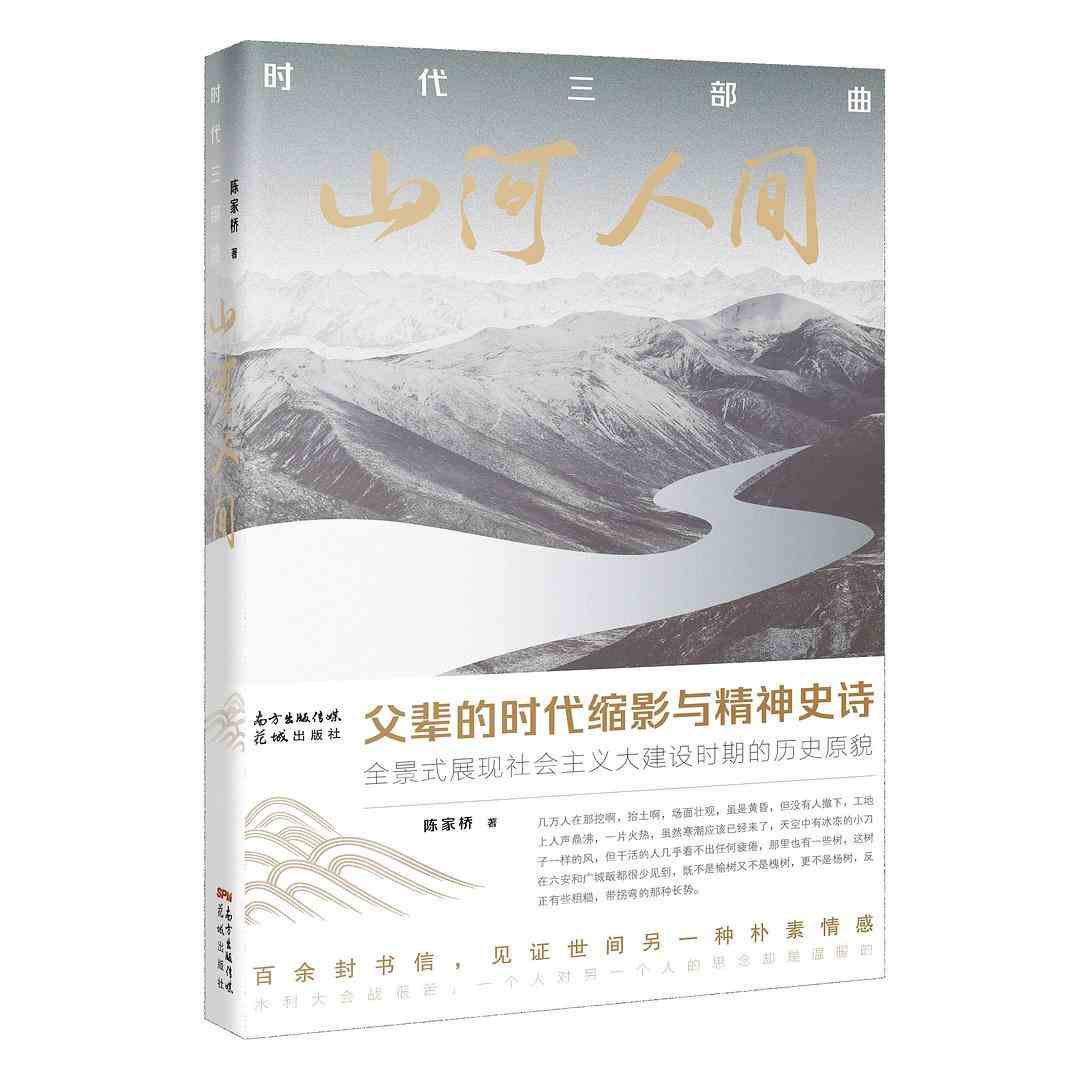 时代三部曲
山河人间
南方出版传媒
花城出版社
父辈的时代缩影与精神史诗
全景式展现社会主义大建设时期的历史原貌
陈家桥 著
几万人在那挖啊，抬土啊，场面壮观，虽是黄昏，但没有人撤下，工地
上人声鼎沸，一片火热，虽然寒潮应该已经来了，天空中有冰冻的小刀
子一样的风，但干活的人几乎看不出任何疲倦，那里也有一些树，这树
在六安和广城畈都很少见到，既不是榆树又不是槐树，更不是杨树，反
正有些粗糙，带拐弯的那种长势。
百余封书信，见证世间另一种朴素情感
水利大会战很苦，一个人对另一个人的思念却是温暖的
时代三部曲
陈家桥 著
山河人间
SPM
南方出版传媒
花城出版社